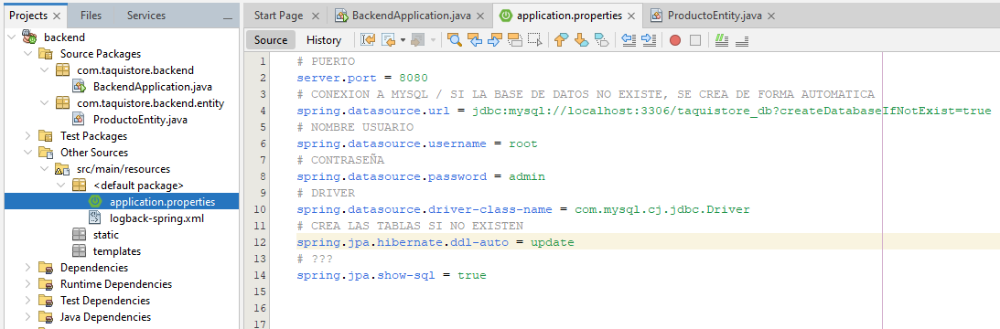 Projects
Files
Services
backend
Source Packages
com.taquistore.backend
BackendApplication.java
com.taquistore.backend.entity
ProductoEntity.java
Test Packages
Other Sources
src/main/resources
<default package>
application.properties
logback-spring.xml
static
templates
Dependencies
Runtime Dependencies
Test Dependencies
Java Dependencies
Start Page
BackendApplication.java
application.properties
ProductoEntity.java
Source
History
1 # PUERTO
2 server.port = 8080
3 # CONEXION A MYSQL / SI LA BASE DE DATOS NO EXISTE, SE CREA DE FORMA AUTOMATICA
4 spring.datasource.url = jdbc:mysql://localhost:3306/taquistore_db?createDatabaseIfNotExist=true
5 # NOMBRE USUARIO
6 spring.datasource.username = root
7 # CONTRASEÑA
8 spring.datasource.password = admin
9 # DRIVER
10 spring.datasource.driver-class-name = com.mysql.cj.jdbc.Driver
11 # CREA LAS TABLAS SI NO EXISTEN
12 spring.jpa.hibernate.ddl-auto = update
13 # ???
14 spring.jpa.show-sql = true
15
16
17